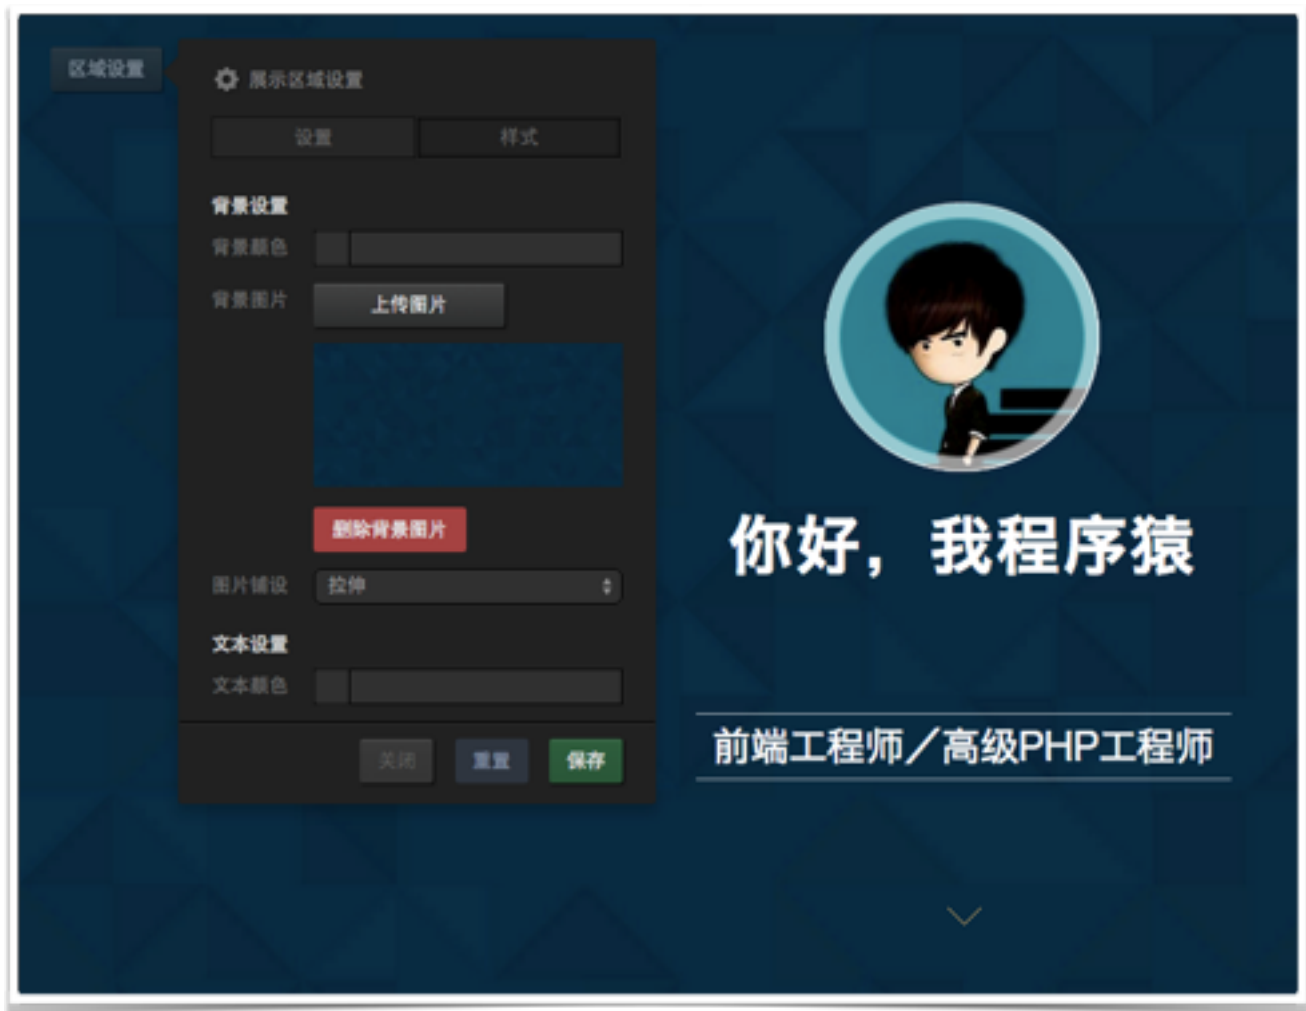 区域设置
展示区域设置
设置 样式
背景设置
背景颜色
背景图片 上传图片
删除背景图片
图片铺设 拉伸
文本设置
文本颜色
关闭 重置 保存
你好，我程序猿
前端工程师／高级PHP工程师